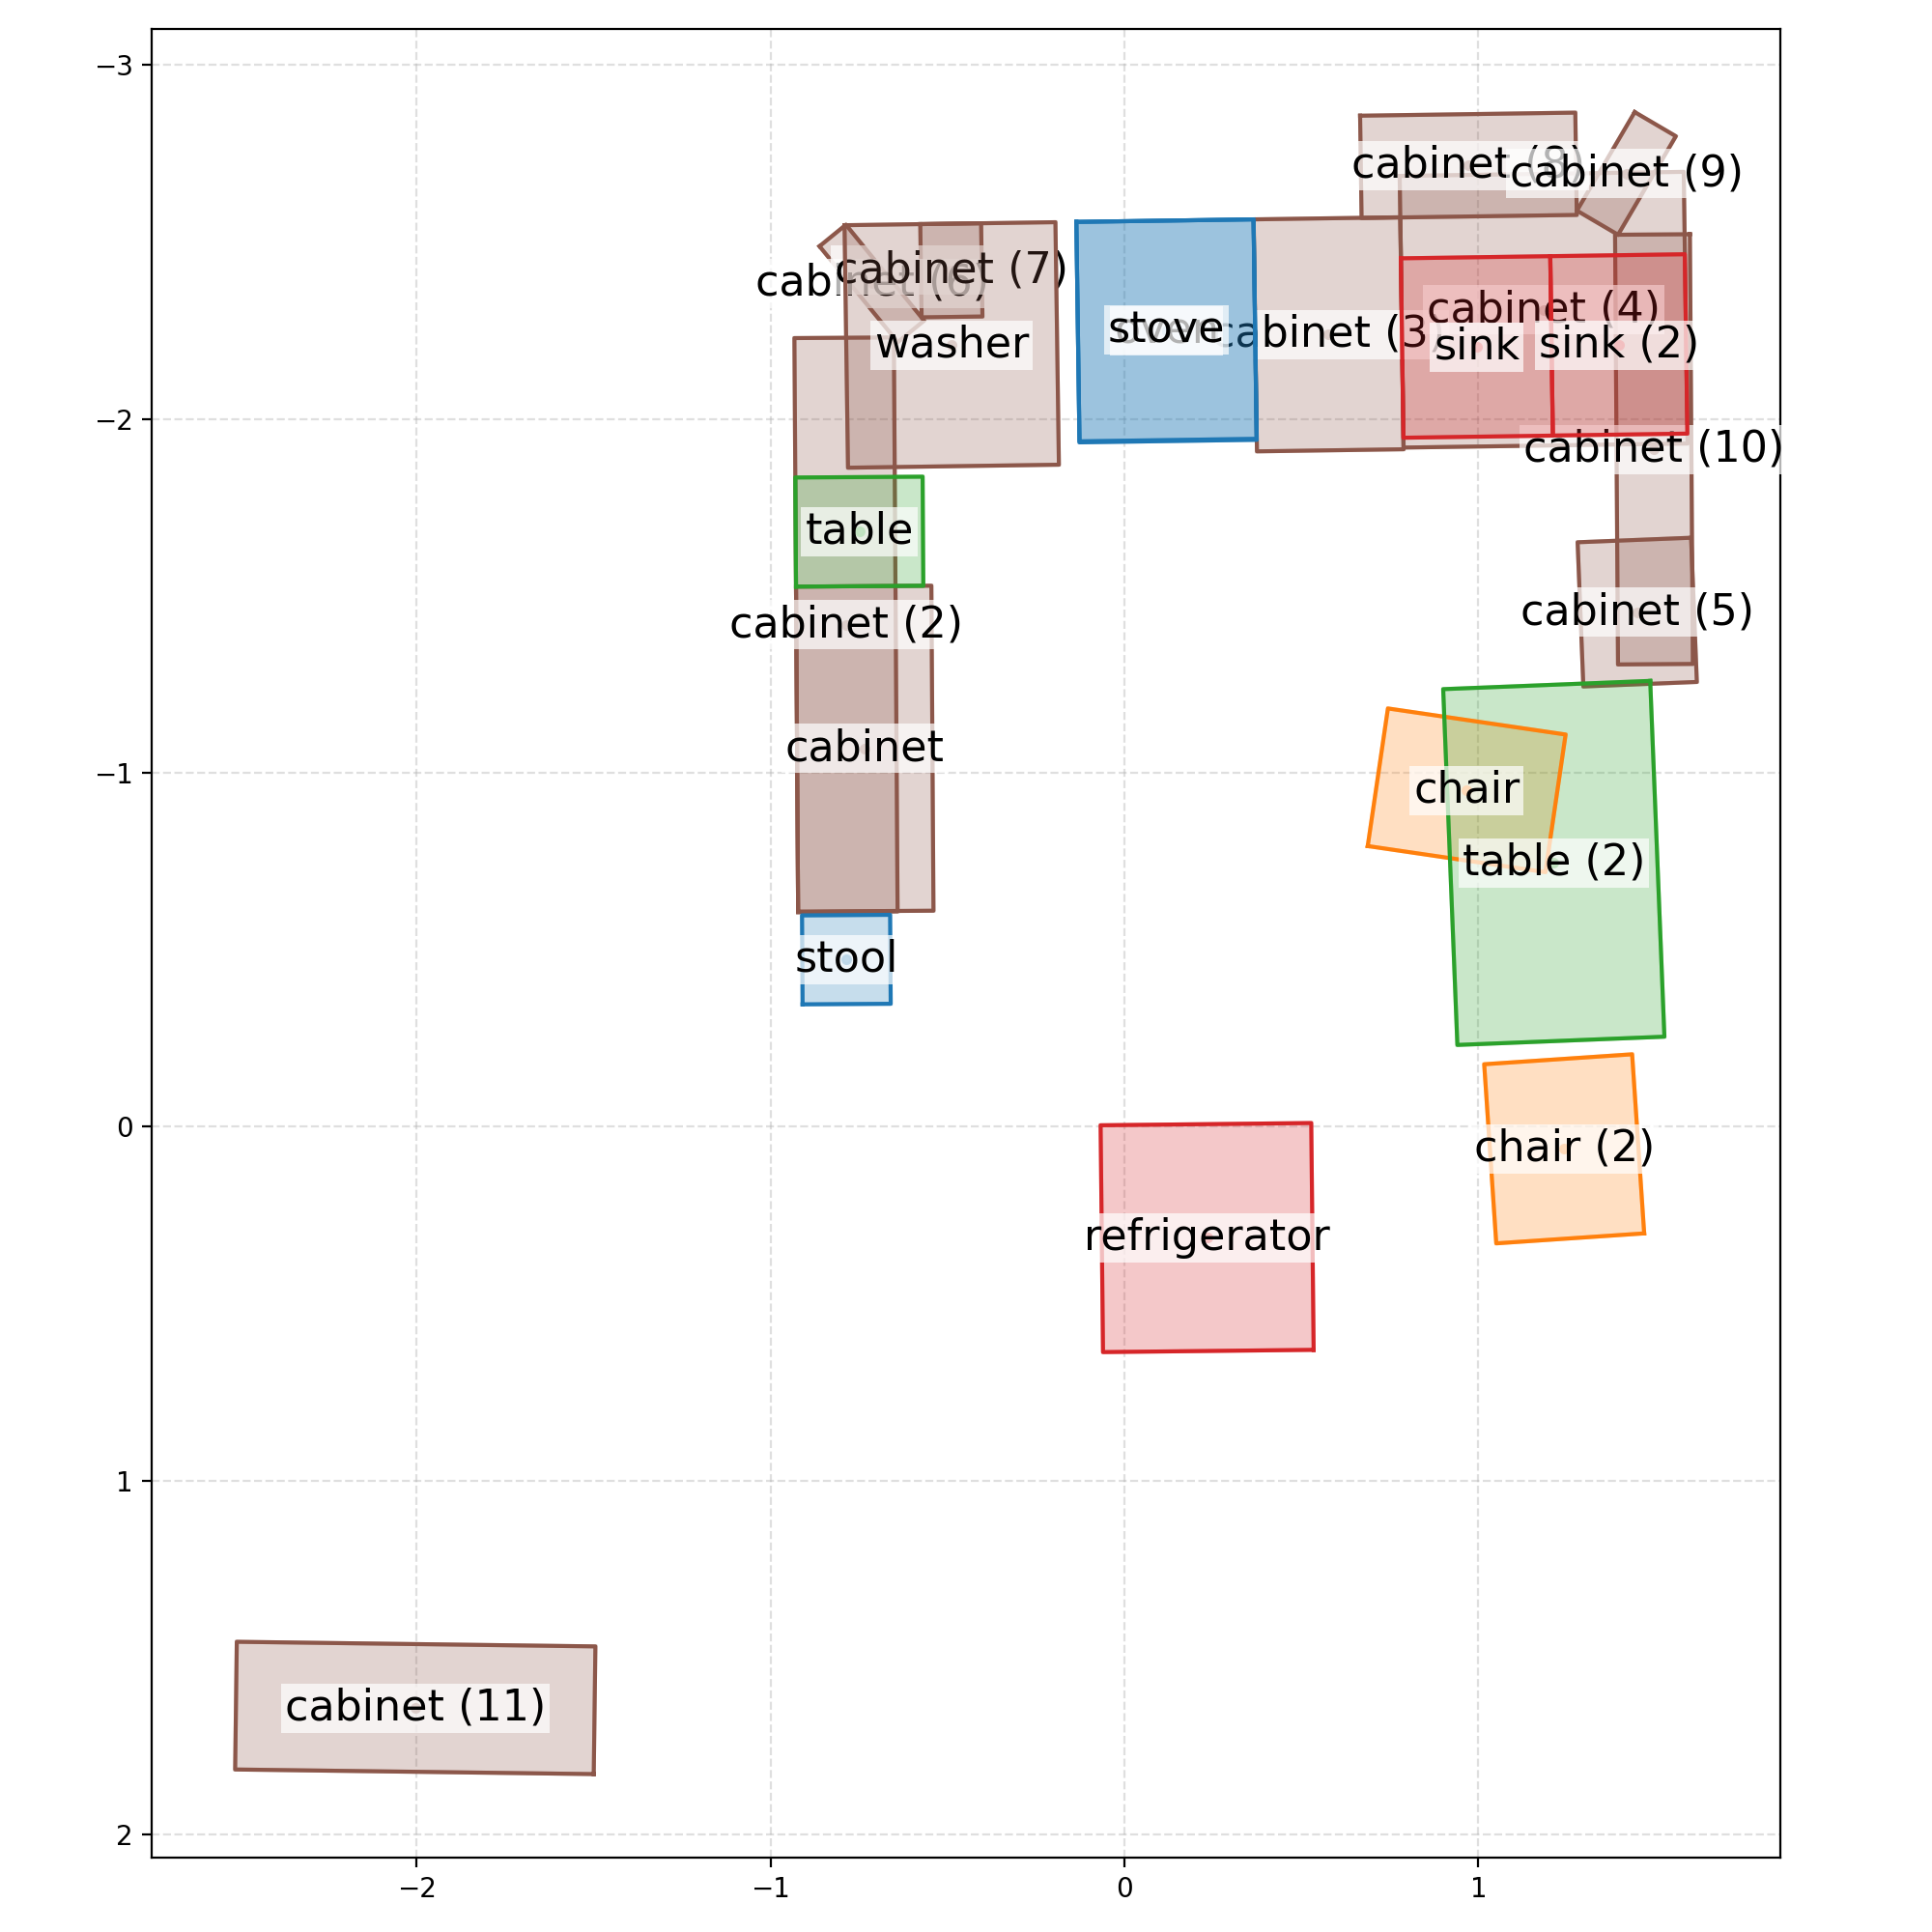 −3
cabinet (8)
cabinet (9)
cabinet (7)
cabinet (6)
cabinet (4)
stove
oven
cabinet (3)
washer
sink
sink (2)
−2
cabinet (10)
table
cabinet (5)
cabinet (2)
cabinet
−1
chair
table (2)
stool
0
chair (2)
refrigerator
1
cabinet (11)
2
−2
−1
0
1